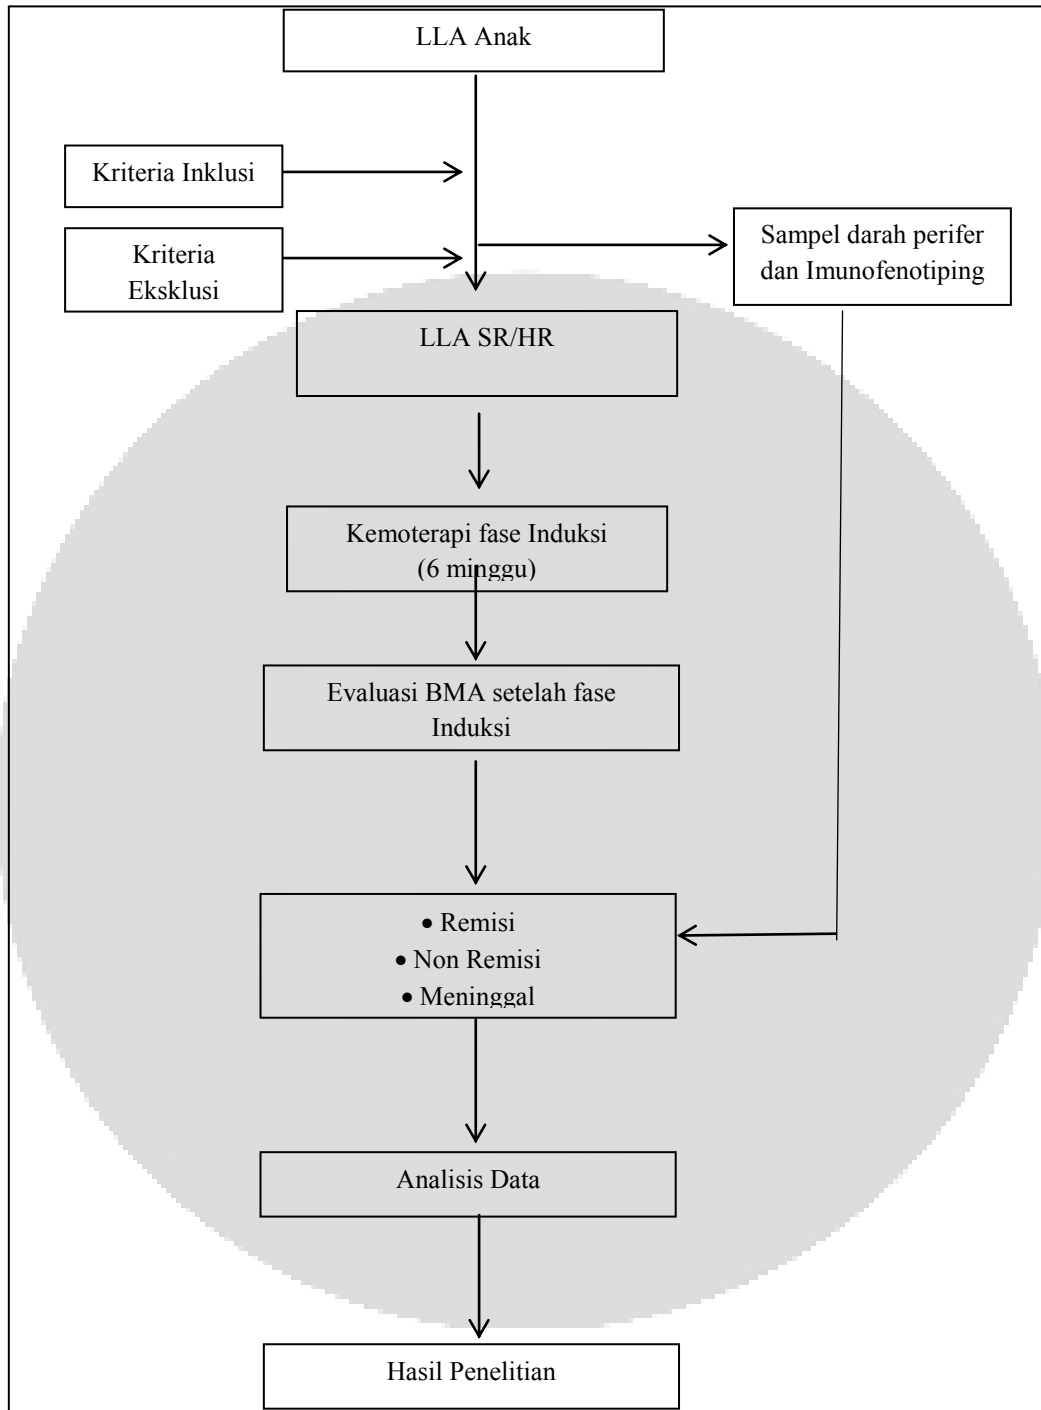 LLA Anak
Kriteria Inklusi
Kriteria
Eksklusi
Sampel darah perifer
dan Imunofenotiping
LLA SR/HR
Kemoterapi fase Induksi
(6 minggu)
Evaluasi BMA setelah fase
Induksi
• Remisi
• Non Remisi
• Meninggal
Analisis Data
Hasil Penelitian